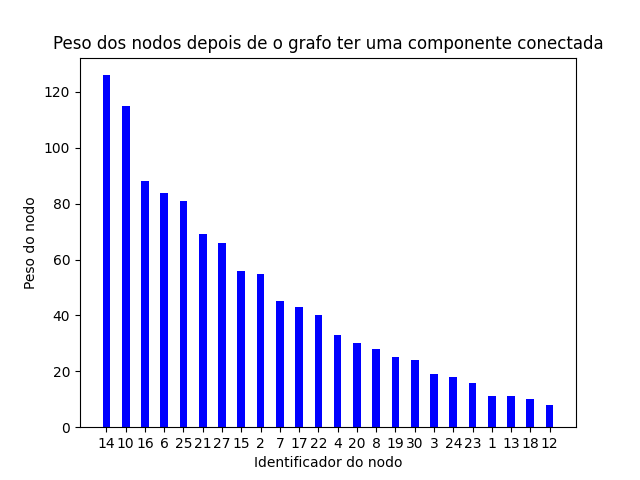 Peso dos nodos depois de o grafo ter uma componente conectada
Peso do nodo
120
100
80
60
40
20
0
14 10 16 6 25 21 27 15 2 7 17 22 4 20 8 19 30 3 24 23 1 13 18 12
Identificador do nodo